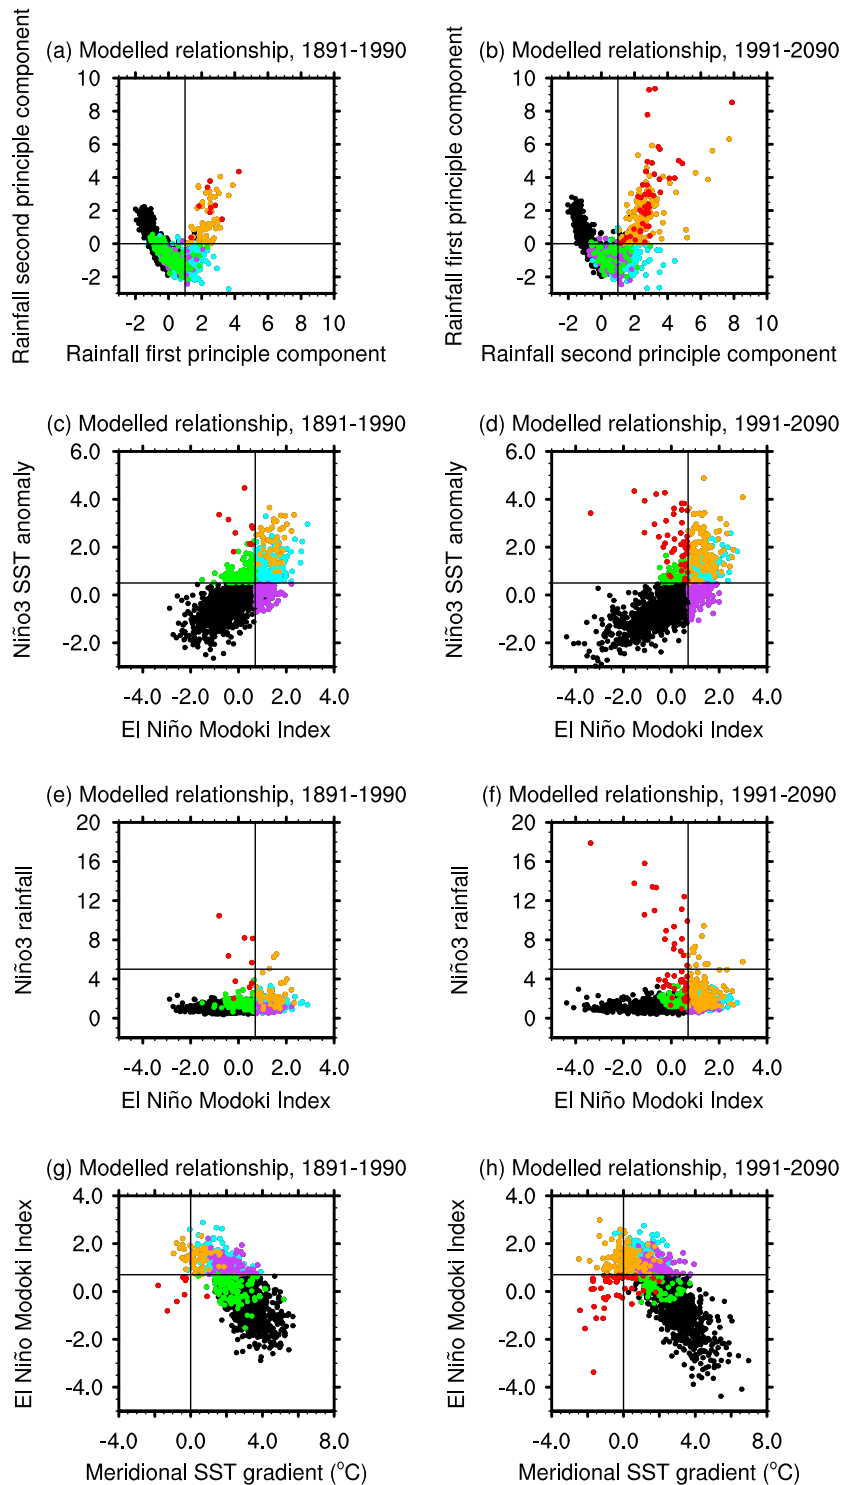 (a) Modelled relationship, 1891-1990
Rainfall second principle component
10
8
6
4
2
0
-2
-2 0 2 4 6 8 10
Rainfall first principle component
(b) Modelled relationship, 1991-2090
Rainfall first principle component
10
8
6
4
2
0
-2
-2 0 2 4 6 8 10
Rainfall second principle component
(c) Modelled relationship, 1891-1990
Niño3 SST anomaly
6.0
4.0
2.0
0.0
-2.0
-4.0 -2.0 0.0 2.0 4.0
El Niño Modoki Index
(d) Modelled relationship, 1991-2090
Niño3 SST anomaly
6.0
4.0
2.0
0.0
-2.0
-4.0 -2.0 0.0 2.0 4.0
El Niño Modoki Index
(e) Modelled relationship, 1891-1990
Niño3 rainfall
20
16
12
8
4
0
-4.0 -2.0 0.0 2.0 4.0
El Niño Modoki Index
(f) Modelled relationship, 1991-2090
Niño3 rainfall
20
16
12
8
4
0
-4.0 -2.0 0.0 2.0 4.0
El Niño Modoki Index
(g) Modelled relationship, 1891-1990
El Niño Modoki Index
4.0
2.0
0.0
-2.0
-4.0
-4.0 0.0 4.0 8.0
Meridional SST gradient (°C)
(h) Modelled relationship, 1991-2090
El Niño Modoki Index
4.0
2.0
0.0
-2.0
-4.0
-4.0 0.0 4.0 8.0
Meridional SST gradient (°C)